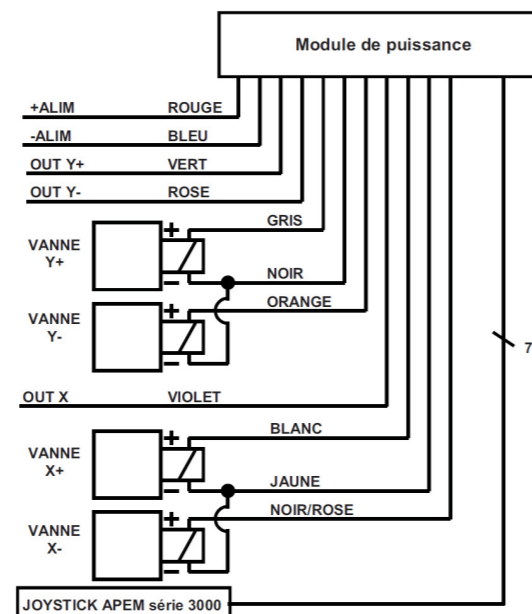 Module de puissance
+ALIM ROUGE
-ALIM BLEU
OUT Y+ VERT
OUT Y- ROSE
VANNE
Y+
+
-
GRIS
NOIR
VANNE
Y-
+
-
ORANGE
7
OUT X VIOLET
VANNE
X+
+
-
BLANC
JAUNE
VANNE
X-
+
-
NOIR/ROSE
JOYSTICK APEM série 3000